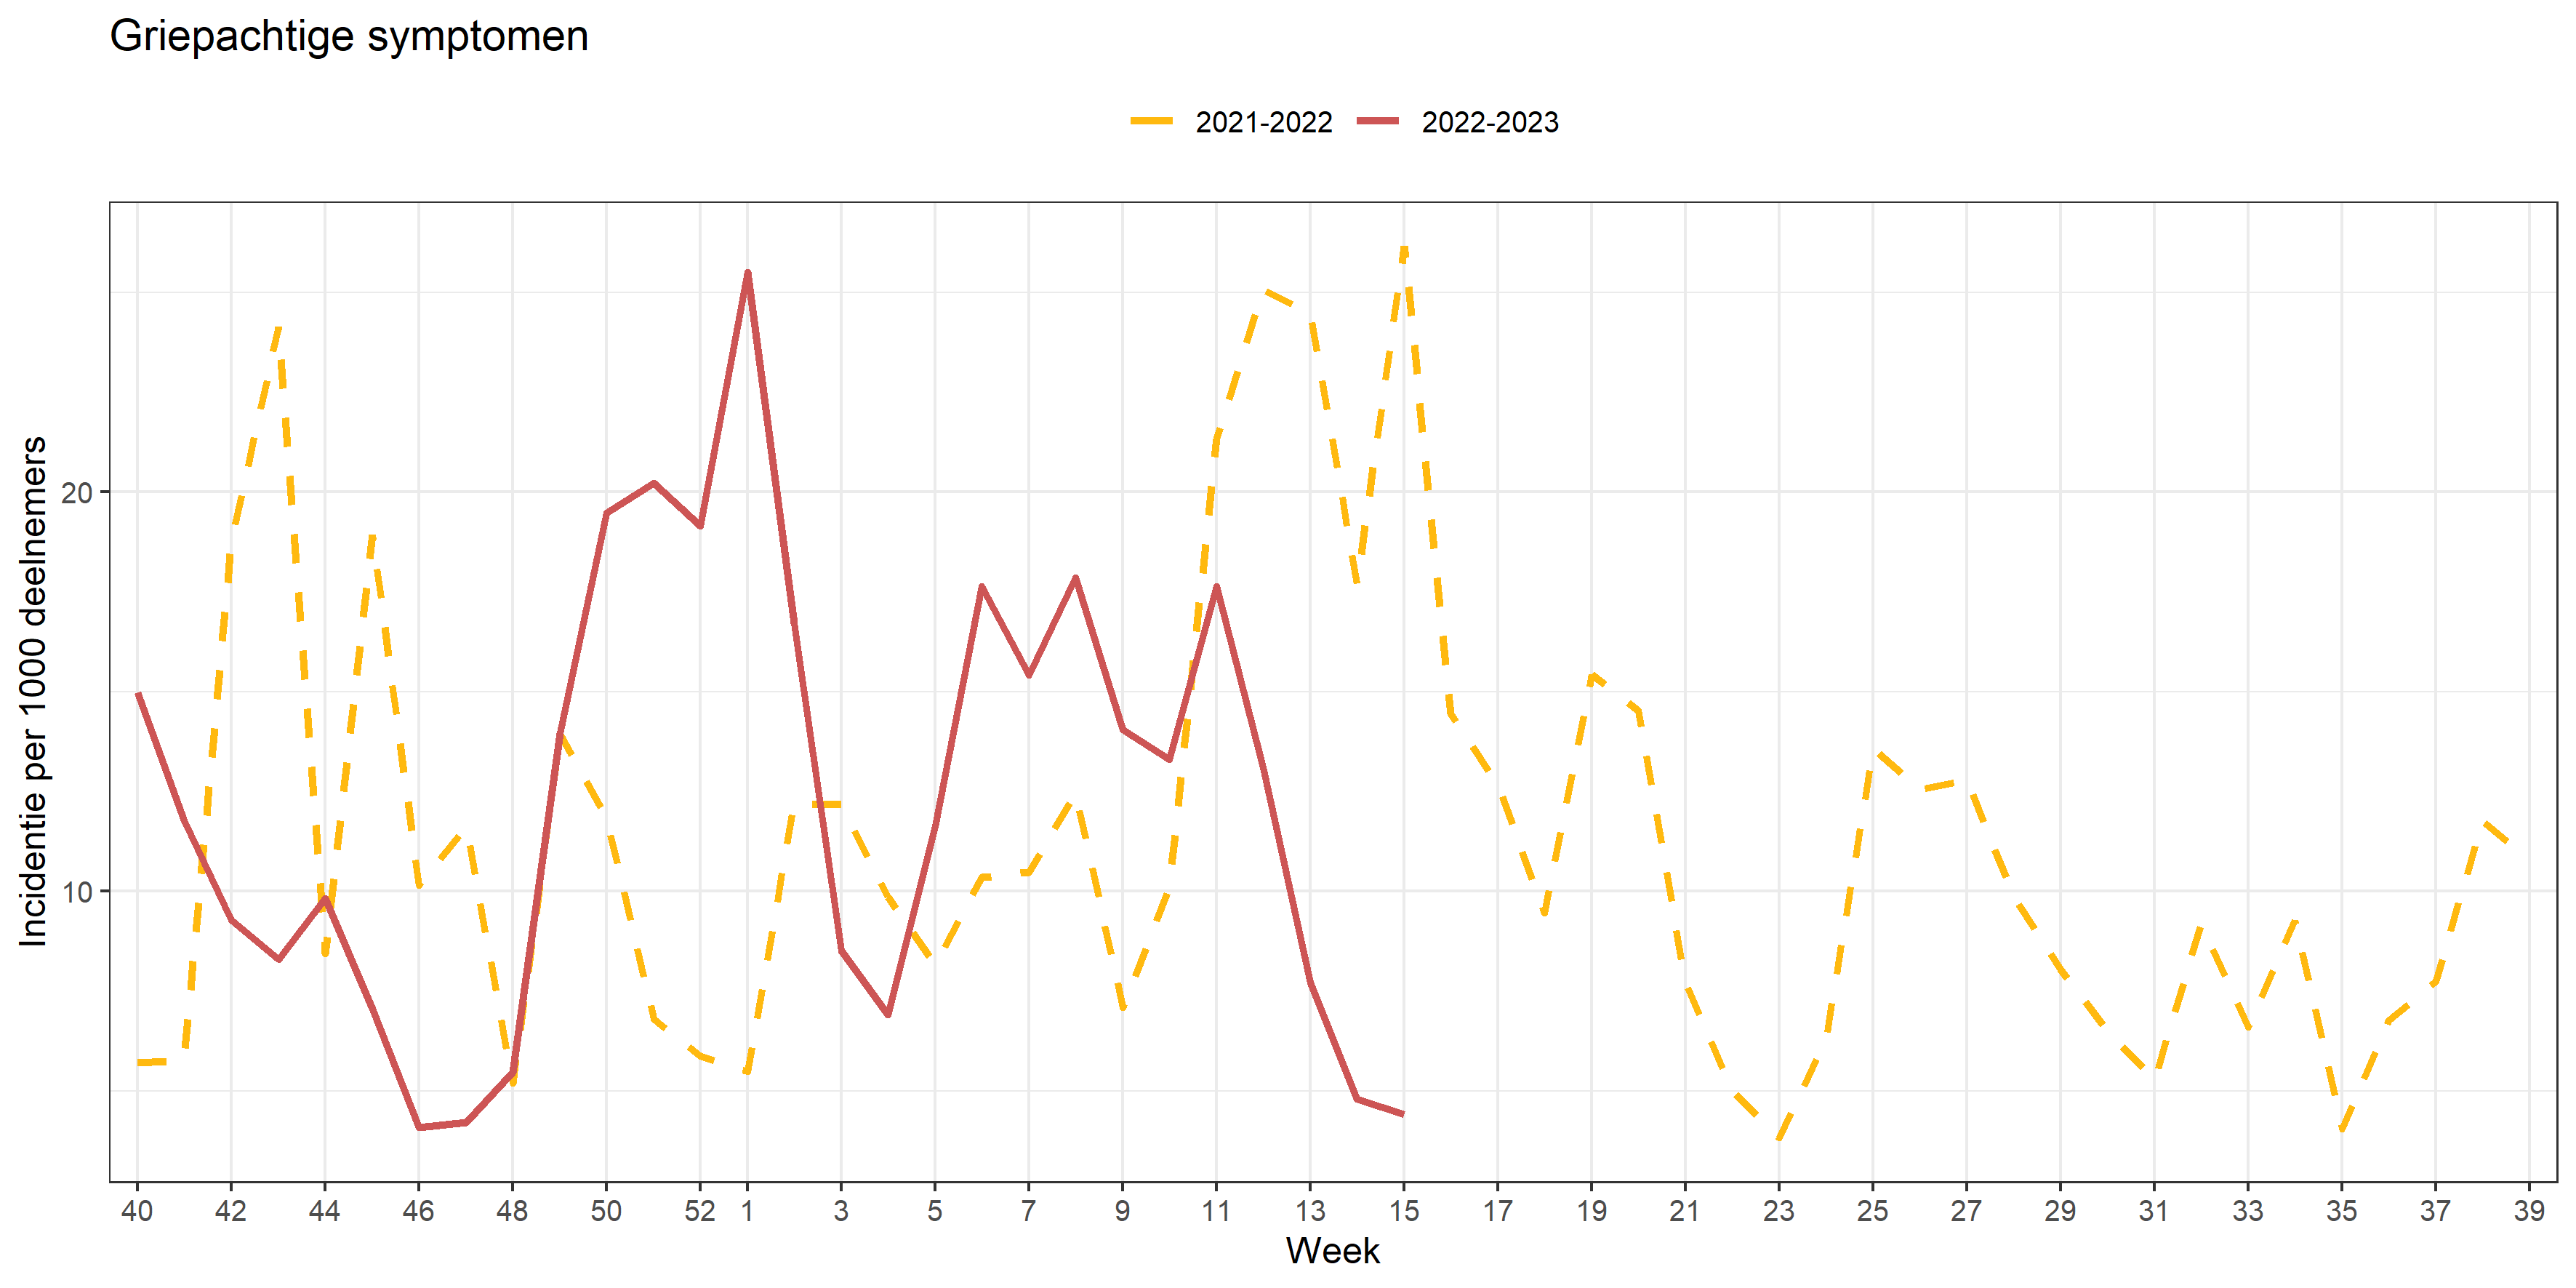 Griepachtige symptomen
2021-2022 2022-2023
Incidentie per 1000 deelnemers
20
10
40 42 44 46 48 50 52 1 3 5 7 9 11 13 15 17 19 21 23 25 27 29 31 33 35 37 39
Week